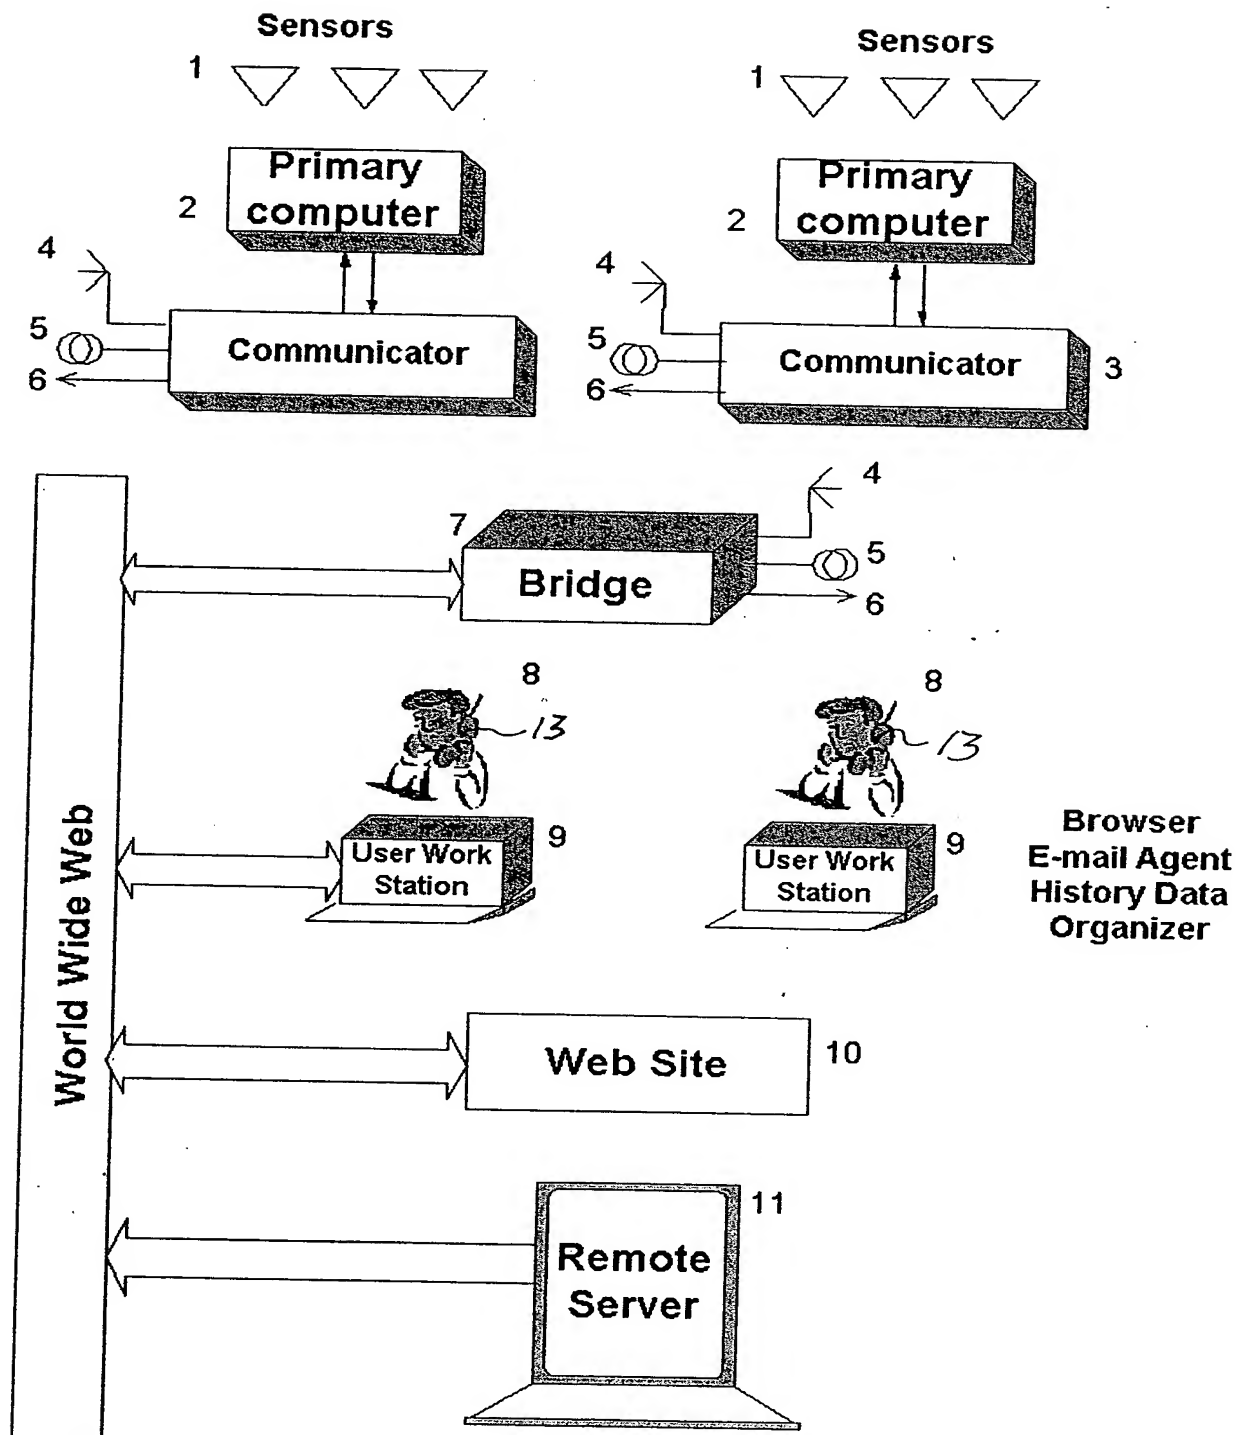 Sensors
Sensors
1
1
Primary
computer
2
Primary
computer
2
4
4
5
Communicator
6
5
Communicator
3
6
4
7
5
Bridge
6
8
8
13
13
User Work
Station
9
User Work
Station
9
Browser
E-mail Agent
History Data
Organizer
World Wide Web
Web Site
10
11
Remote
Server